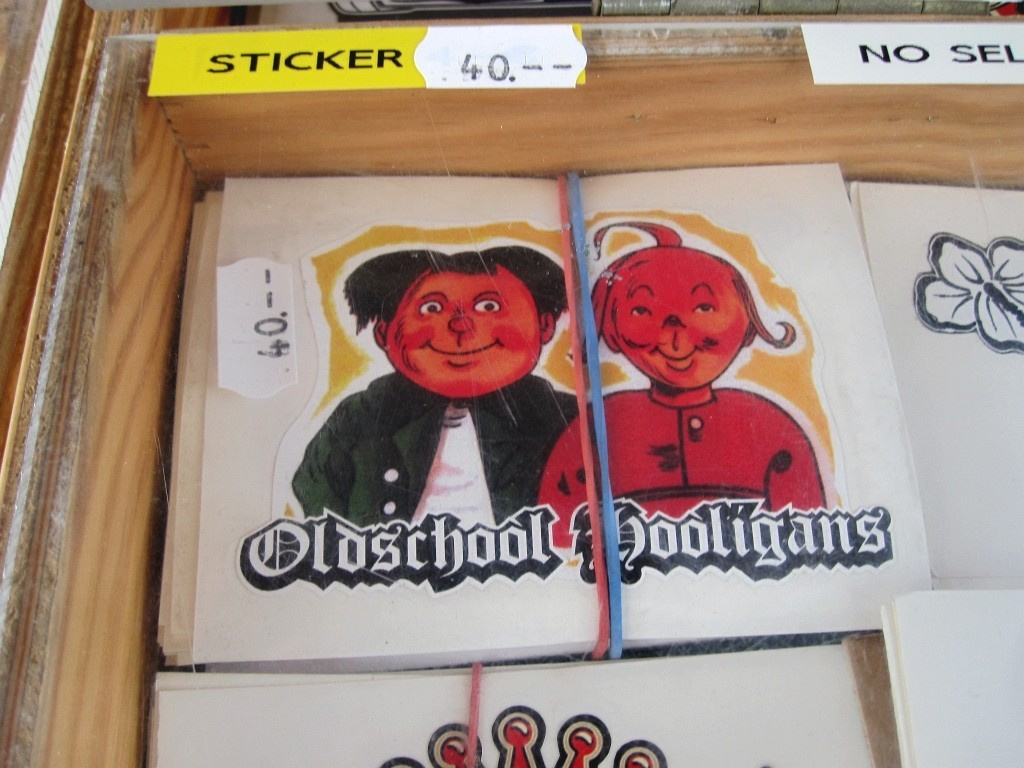 STICKER 40.--
NO SEL
40.--
Oldschool Hooligans